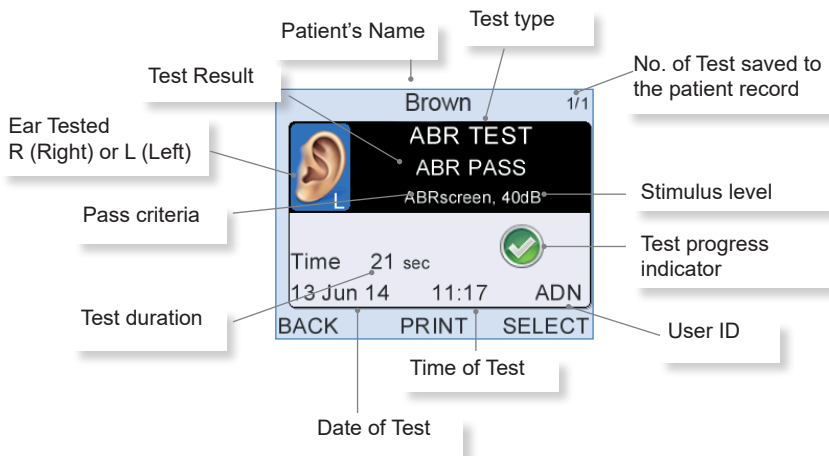 Patient’s Name
Test type
Test Result
No. of Test saved to
the patient record
Ear Tested
R (Right) or L (Left)
Pass criteria
Brown
1/1
ABR TEST
ABR PASS
ABRscreen, 40dB
L
Time 21 sec
13 Jun 14 11:17 ADN
BACK PRINT SELECT
Stimulus level
Test progress
indicator
Test duration
User ID
Time of Test
Date of Test